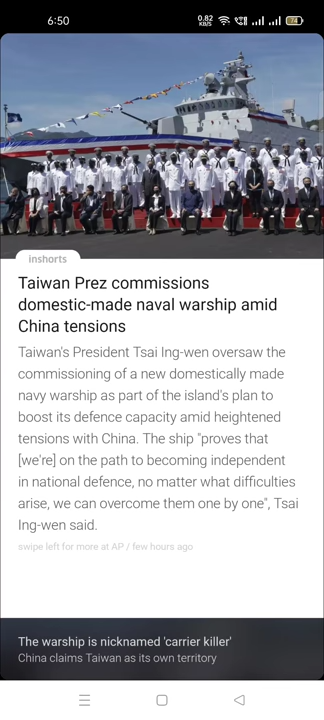 6:50
0.82
KB/S
74
inshorts
Taiwan Prez commissions
domestic-made naval warship amid
China tensions
Taiwan's President Tsai Ing-wen oversaw the
commissioning of a new domestically made
navy warship as part of the island's plan to
boost its defence capacity amid heightened
tensions with China. The ship "proves that
[we're] on the path to becoming independent
in national defence, no matter what difficulties
arise, we can overcome them one by one", Tsai
Ing-wen said.
swipe left for more at AP / few hours ago
The warship is nicknamed 'carrier killer'
China claims Taiwan as its own territory